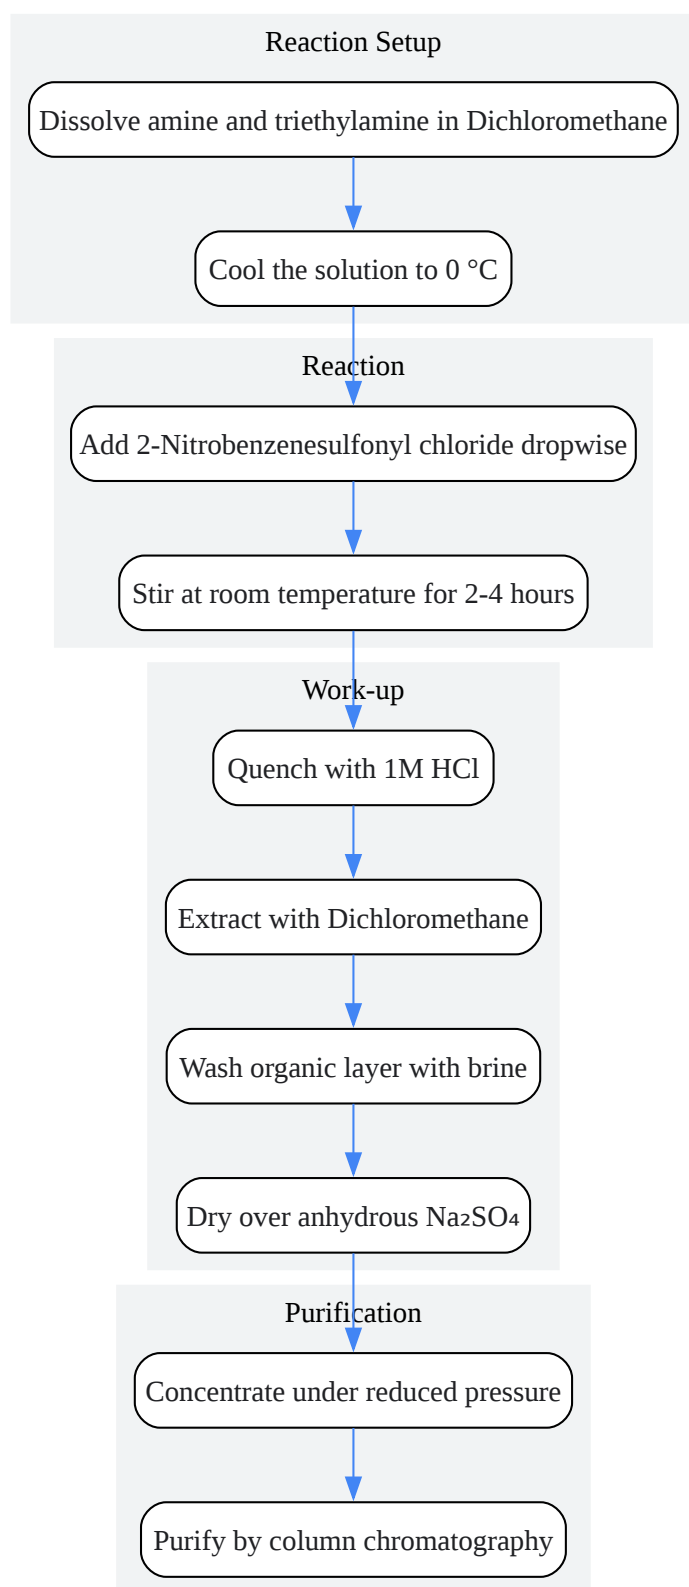 Reaction Setup
Dissolve amine and triethylamine in Dichloromethane
Cool the solution to 0 °C
Reaction
Add 2-Nitrobenzenesulfonyl chloride dropwise
Stir at room temperature for 2-4 hours
Work-up
Quench with 1M HCl
Extract with Dichloromethane
Wash organic layer with brine
Dry over anhydrous Na₂SO₄
Purification
Concentrate under reduced pressure
Purify by column chromatography